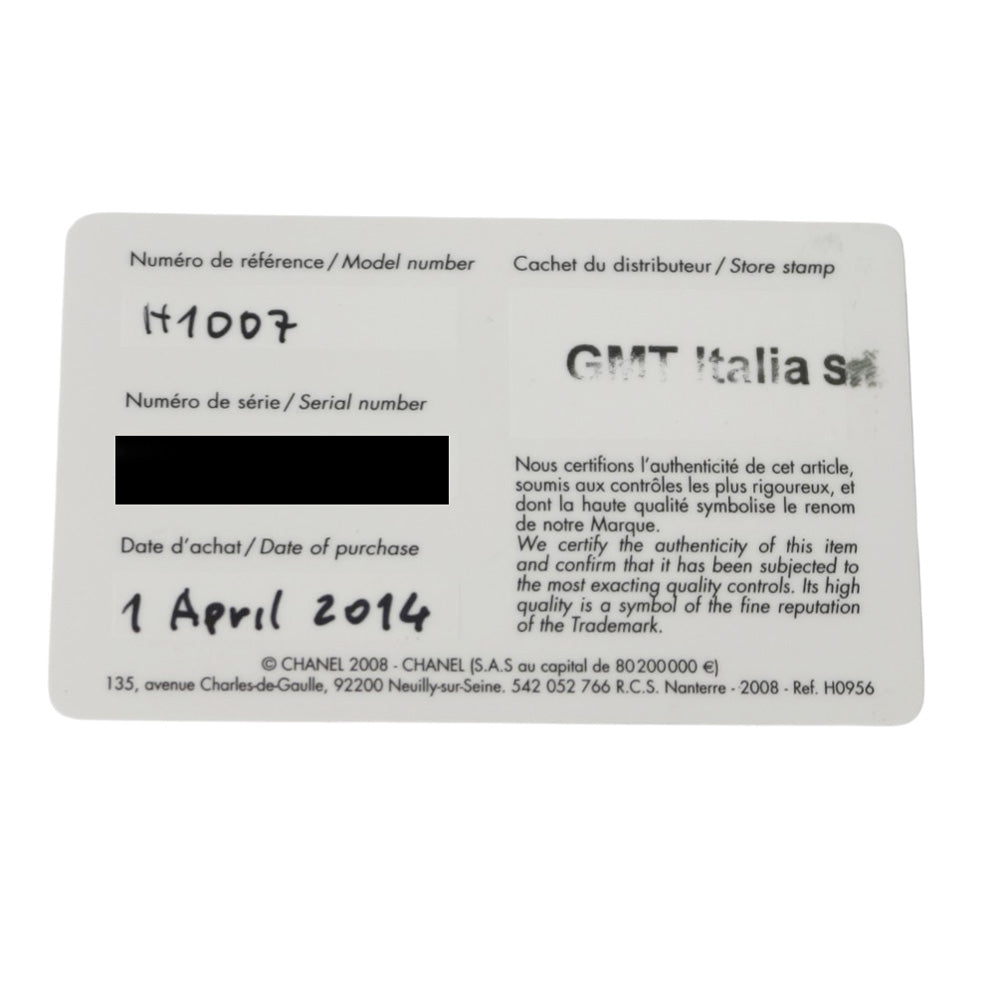 Numéro de référence / Model number
H1007
Numéro de série / Serial number
Date d'achat / Date of purchase
1 April 2014
Cachet du distributeur / Store stamp
GMT Italia
Nous certifions l'authenticité de cet article,
soumis aux contrôles les plus rigoureux, et
dont la haute qualité symbolise le renom
de notre Marque.
We certify the authenticity of this item
and confirm that it has been subjected to
the most exacting quality controls. Its high
quality is a symbol of the fine reputation
of the Trademark.
© CHANEL 2008 - CHANEL (S.A.S au capital de 80 200 000 €)
135, avenue Charles-de-Gaulle, 92200 Neuilly-sur-Seine. 542 052 766 R.C.S. Nanterre - 2008 - Ref. H0956